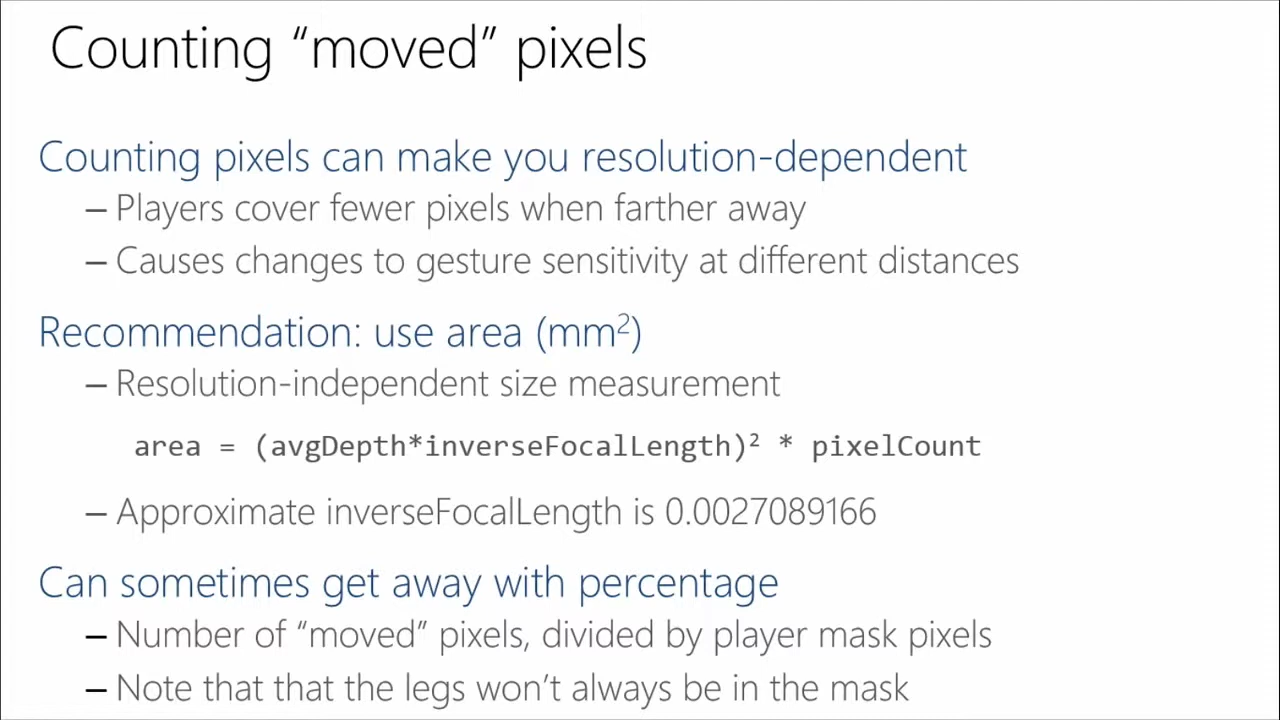 Counting “moved” pixels
Counting pixels can make you resolution-dependent
– Players cover fewer pixels when farther away
– Causes changes to gesture sensitivity at different distances
Recommendation: use area (mm²)
– Resolution-independent size measurement
area = (avgDepth*inverseFocalLength)² * pixelCount
– Approximate inverseFocalLength is 0.0027089166
Can sometimes get away with percentage
– Number of “moved” pixels, divided by player mask pixels
– Note that that the legs won’t always be in the mask